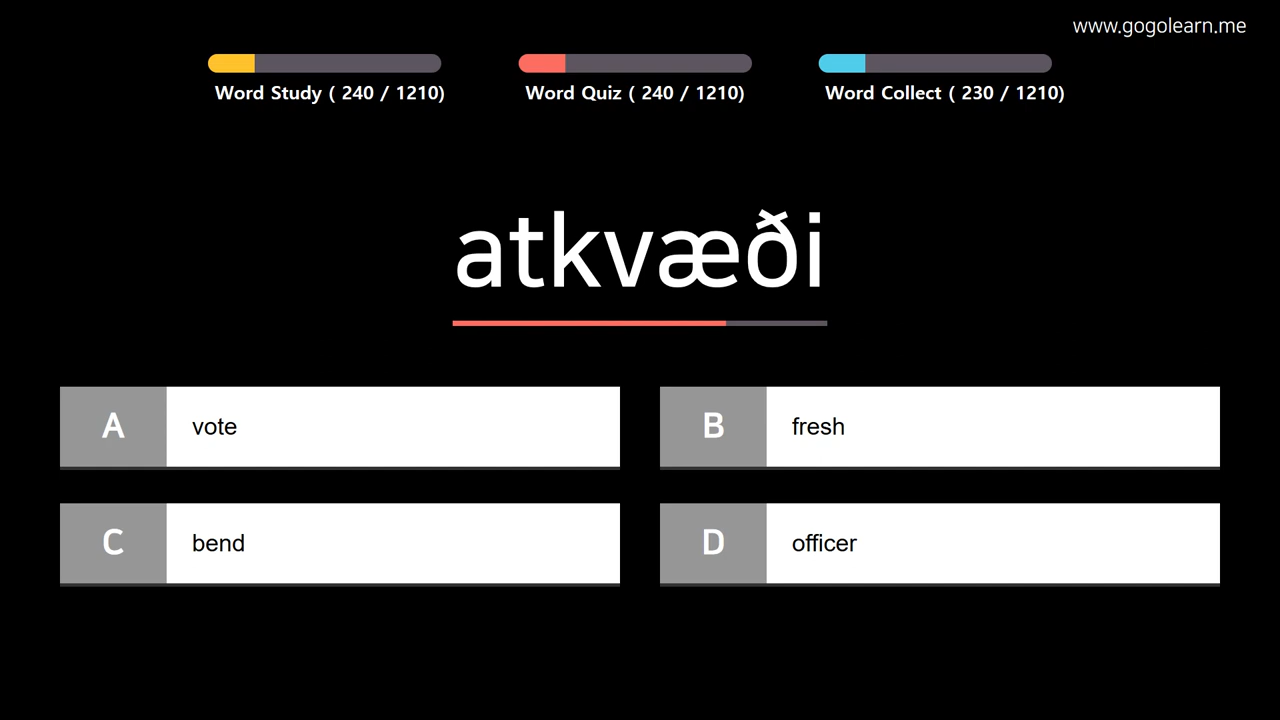 www.gogolearn.me
Word Study ( 240 / 1210)
Word Quiz ( 240 / 1210)
Word Collect ( 230 / 1210)
atkvæði
A vote
B fresh
C bend
D officer